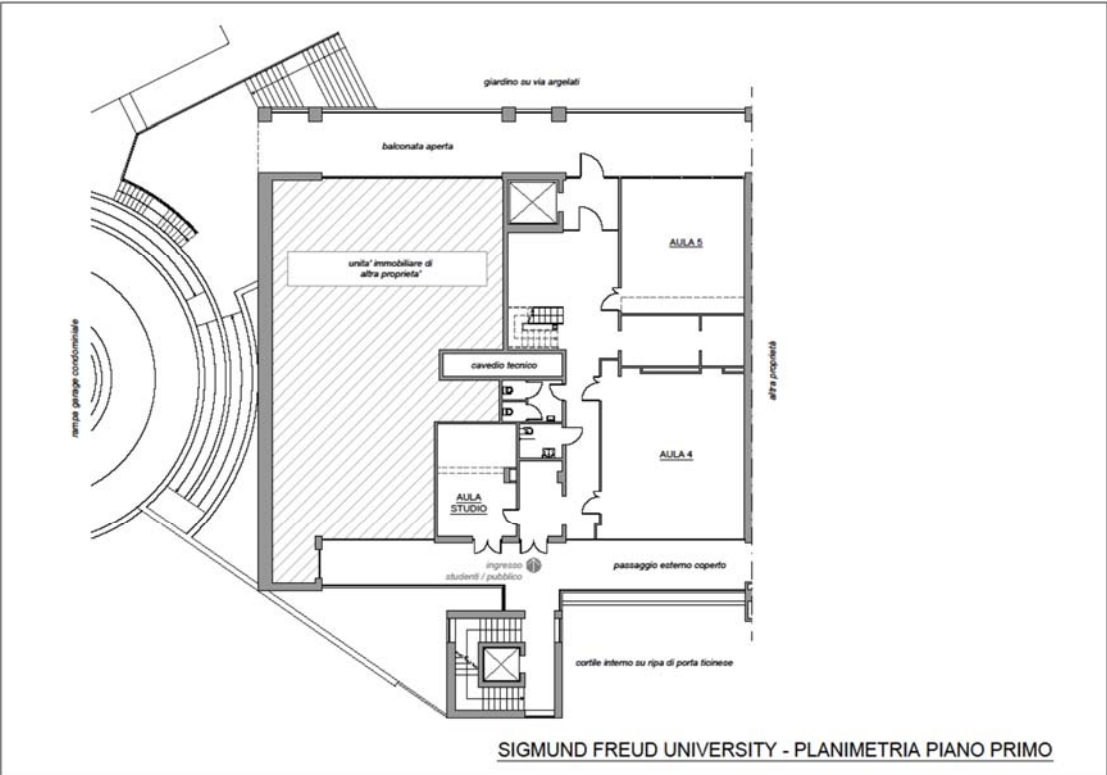 giardino su via argelati
balconata aperta
AULA 5
unita' immobiliare di
altra proprieta'
rampa garage condominiale
altra proprietà
cavedio tecnico
AULA 4
AULA
STUDIO
ingresso
studenti / pubblico
passaggio esterno coperto
cortile interno su ripa di porta ticinese
SIGMUND FREUD UNIVERSITY - PLANIMETRIA PIANO PRIMO